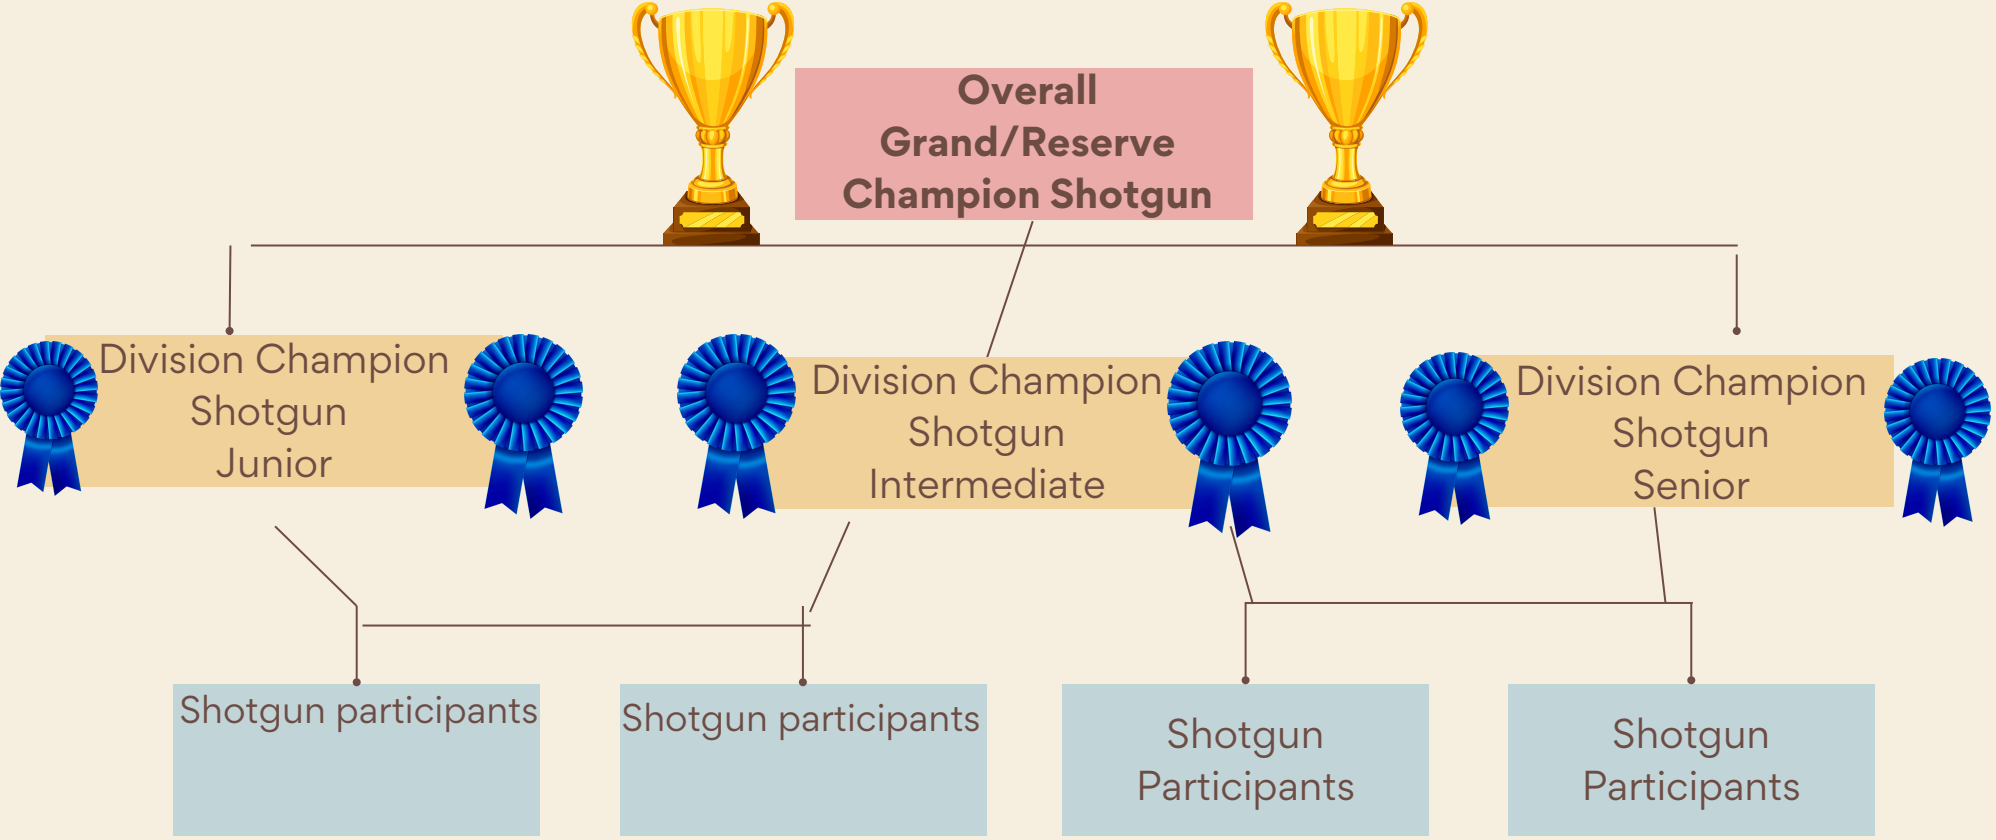 Overall
Grand/Reserve
Champion Shotgun
Division Champion
Shotgun
Junior
Division Champion
Shotgun
Intermediate
Division Champion
Shotgun
Senior
Shotgun participants
Shotgun participants
Shotgun
Participants
Shotgun
Participants